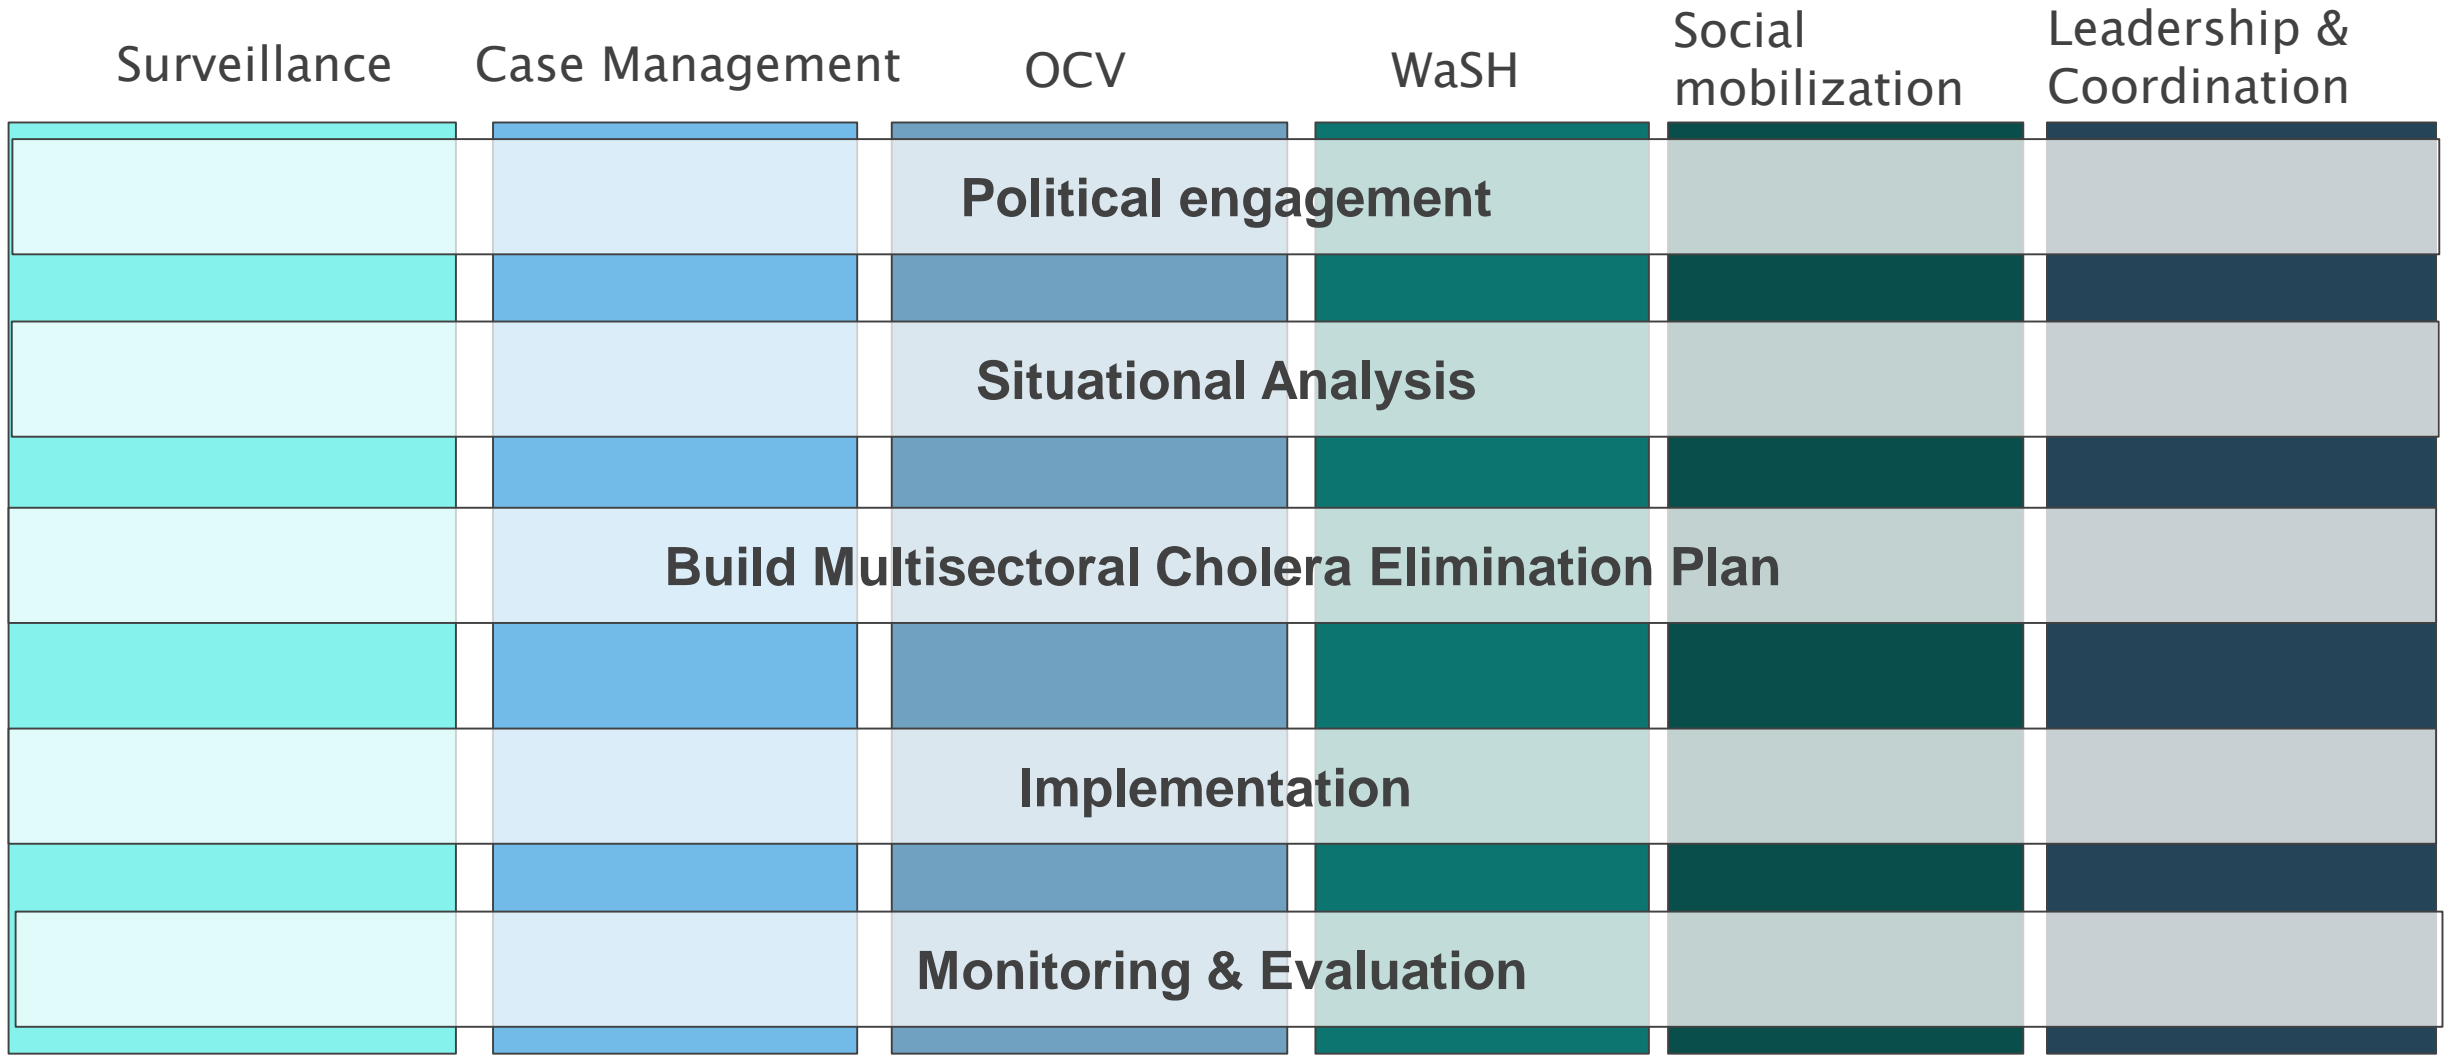 Surveillance
Case Management
OCV
WaSH
Social
mobilization
Leadership &
Coordination
Political engagement
Situational Analysis
Build Multisectoral Cholera Elimination Plan
Implementation
Monitoring & Evaluation